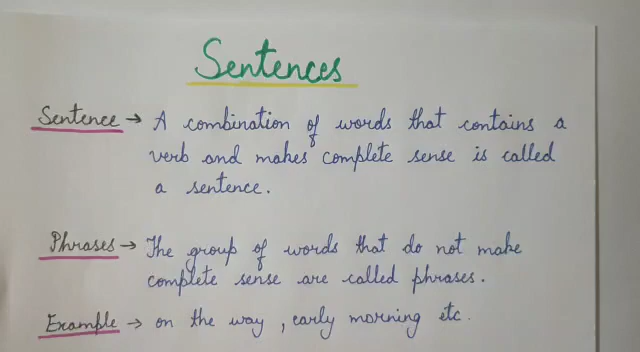 Sentences
Sentence → A combination of words that contains a
verb and makes complete sense is called
a sentence.
Phrases → The group of words that do not make
complete sense are called phrases.
Example → on the way, early morning etc.